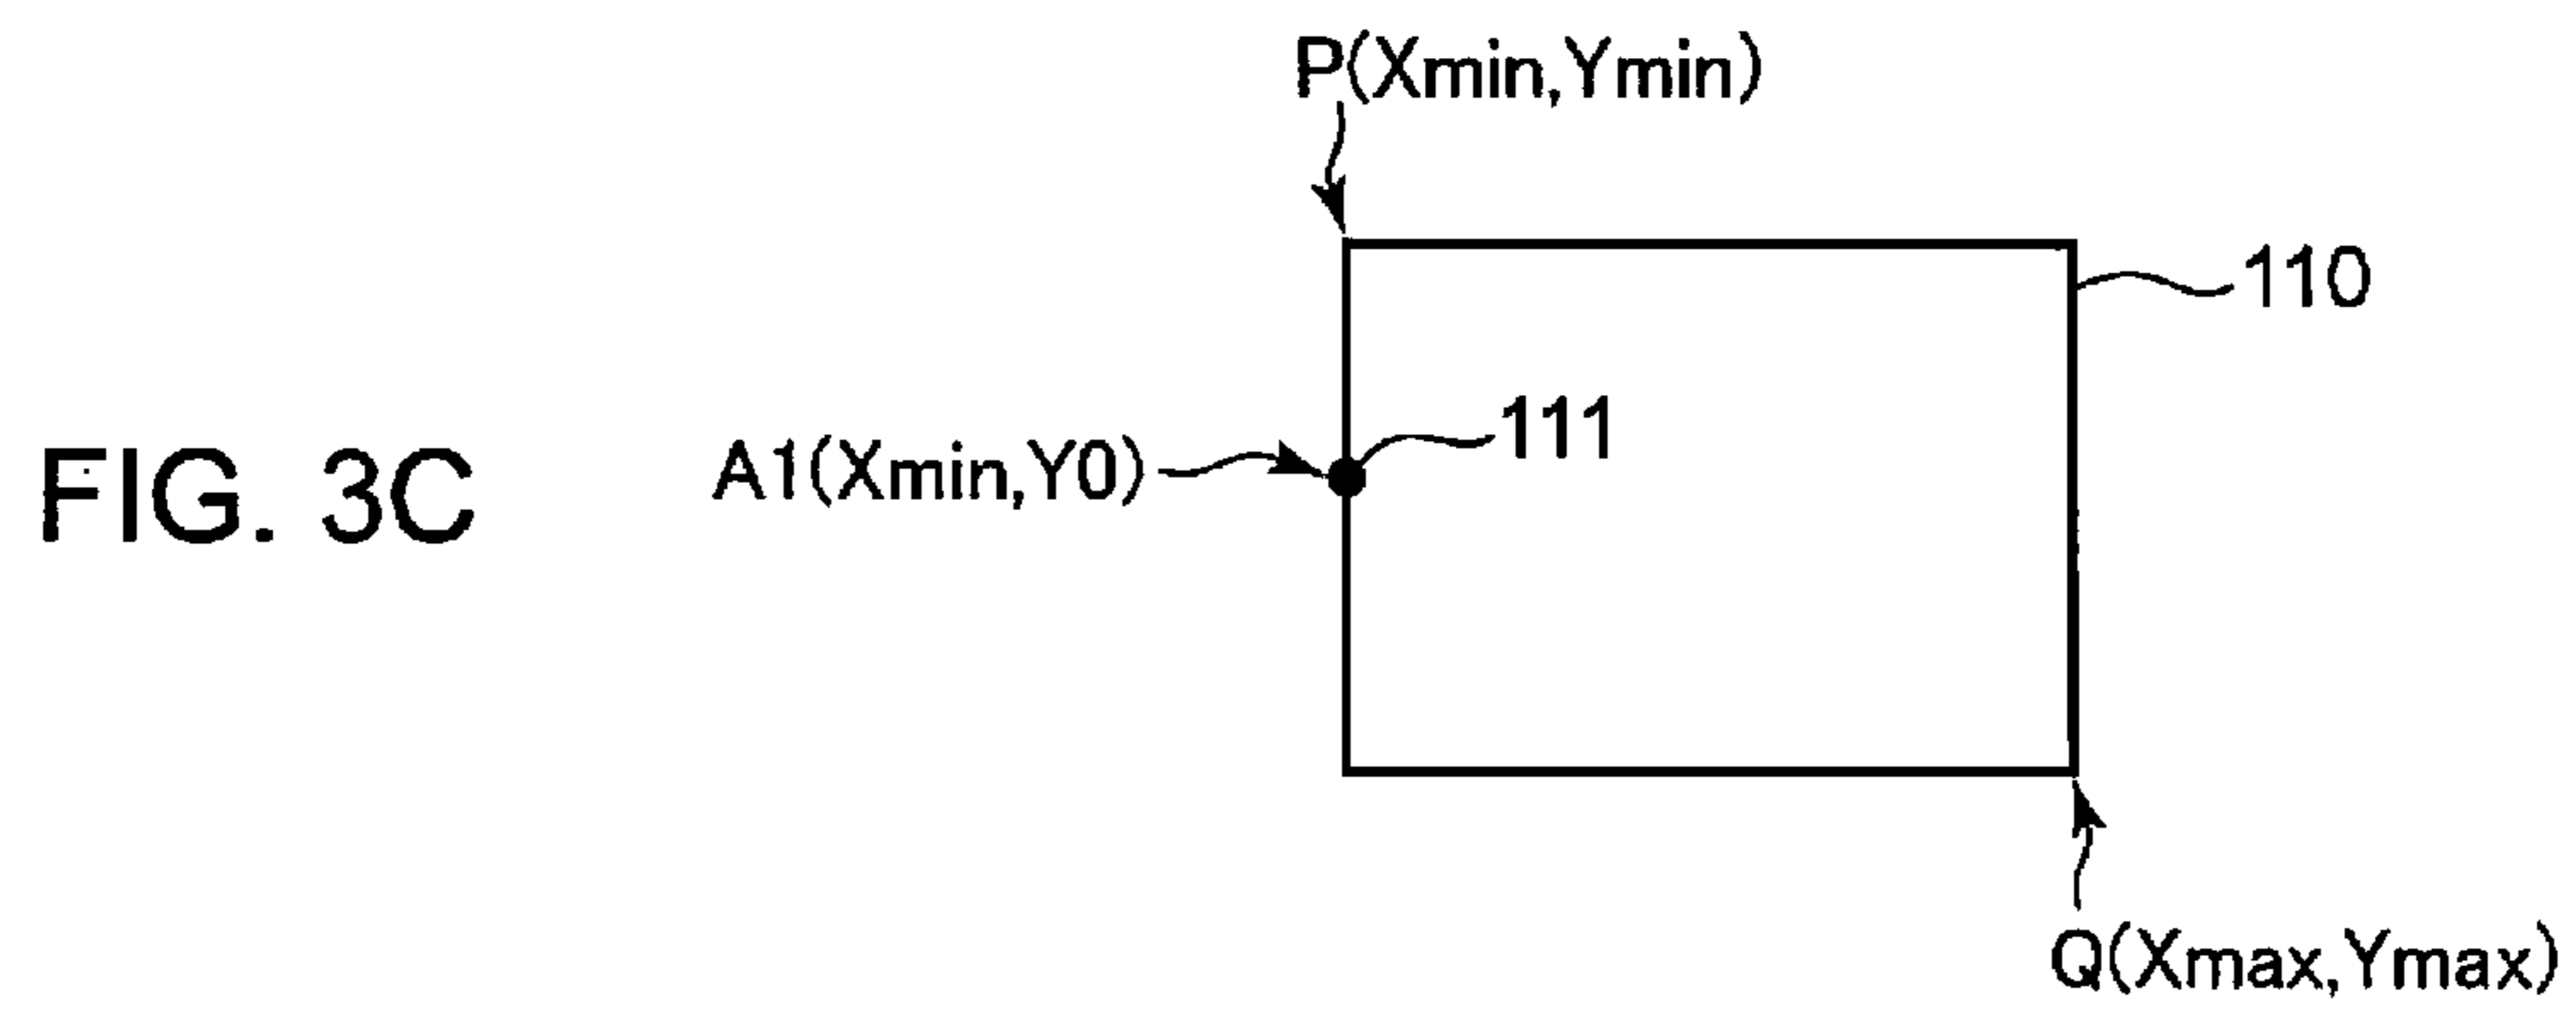 P(Xmin,Ymin)
110
111
A1(Xmin,Y0)
FIG. 3C
Q(Xmax,Ymax)